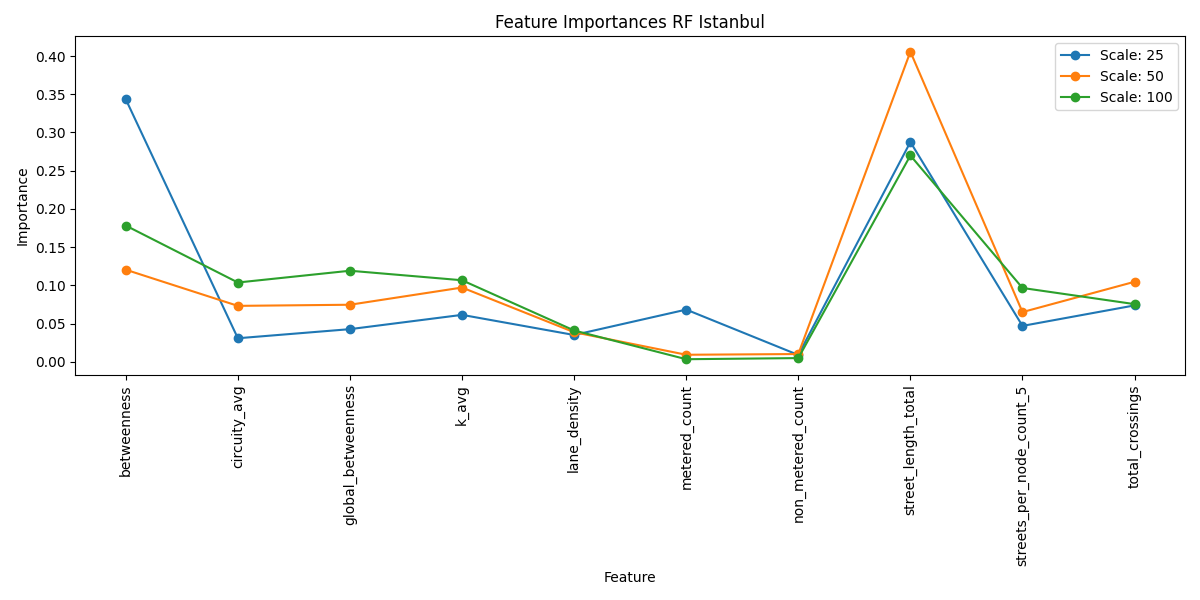 Feature Importances RF Istanbul
Scale: 25
Scale: 50
Scale: 100
0.40
0.35
0.30
0.25
0.20
0.15
0.10
0.05
0.00
Importance
betweenness
circuity_avg
global_betweenness
k_avg
lane_density
metered_count
non_metered_count
street_length_total
streets_per_node_count_5
total_crossings
Feature